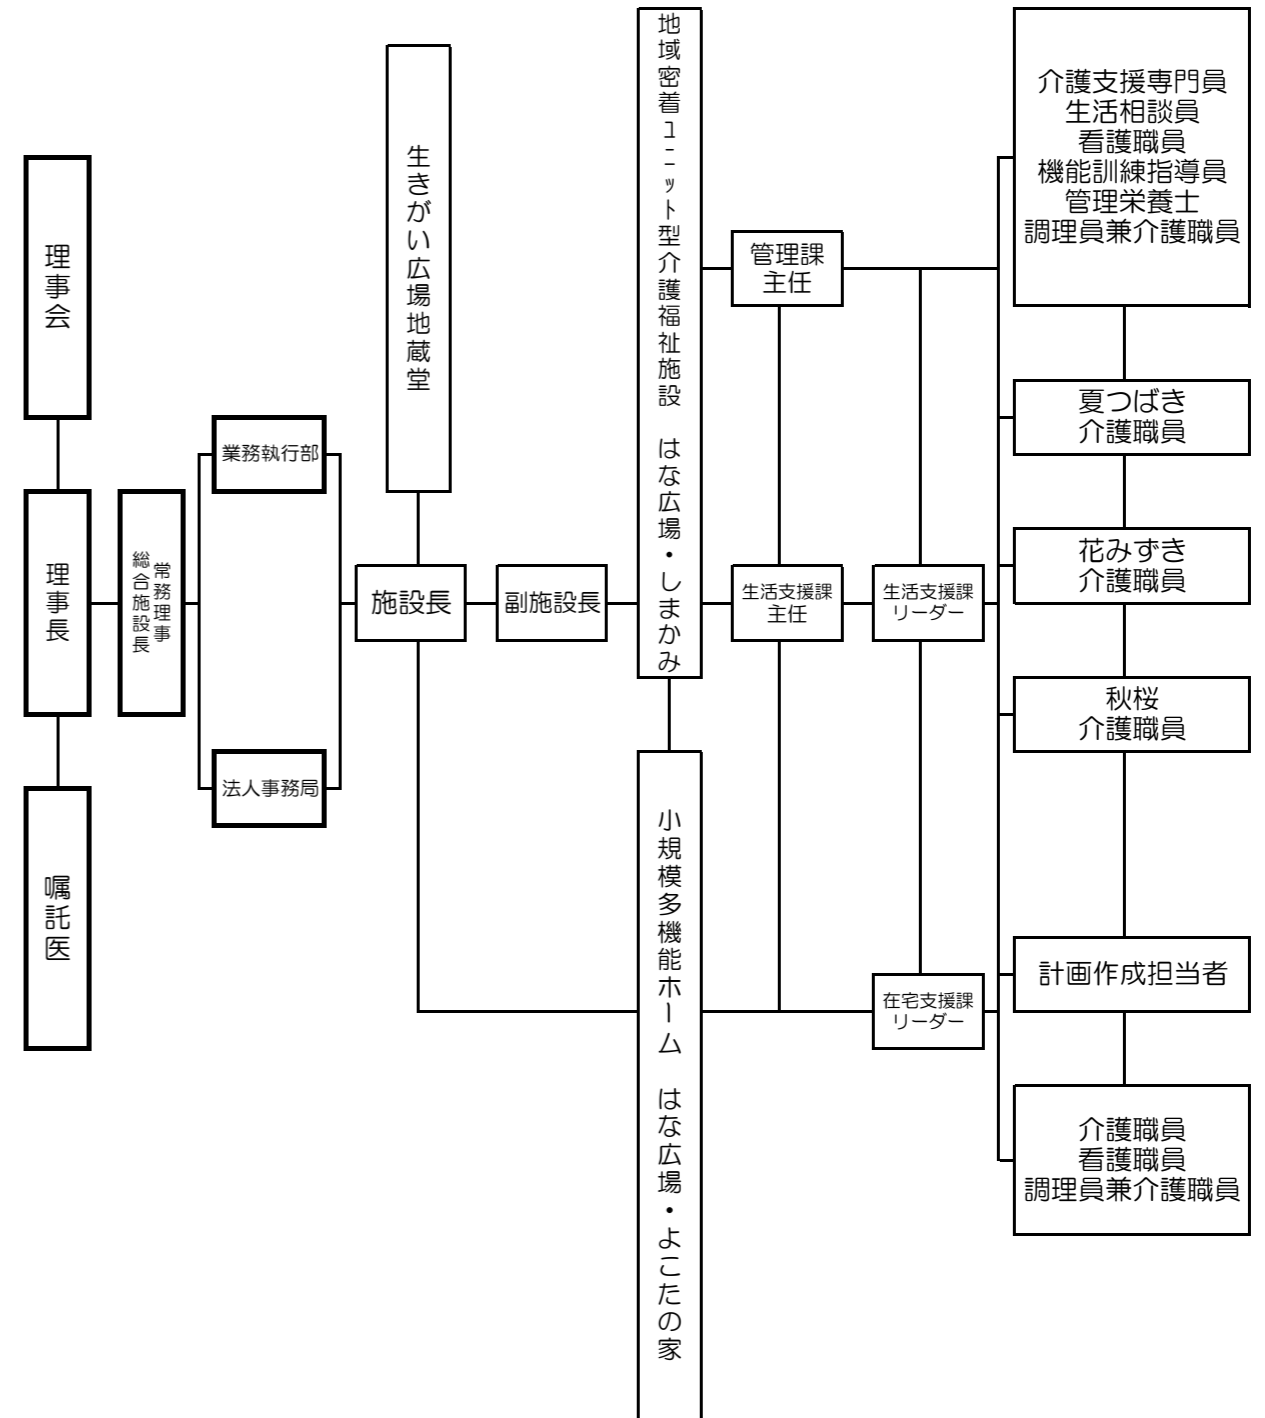 理事会
理事長
嘱託医
常務理事
総合施設長
業務執行部
法人事務局
生きがい広場地蔵堂
施設長
副施設長
地域密着ﾕﾆｯﾄ型介護福祉施設　はな広場・しまかみ
小規模多機能ホーム　はな広場・よこたの家
管理課
主任
生活支援課
主任
生活支援課
リーダー
在宅支援課
リーダー
介護支援専門員
生活相談員
看護職員
機能訓練指導員
管理栄養士
調理員兼介護職員
夏つばき
介護職員
花みずき
介護職員
秋桜
介護職員
計画作成担当者
介護職員
看護職員
調理員兼介護職員